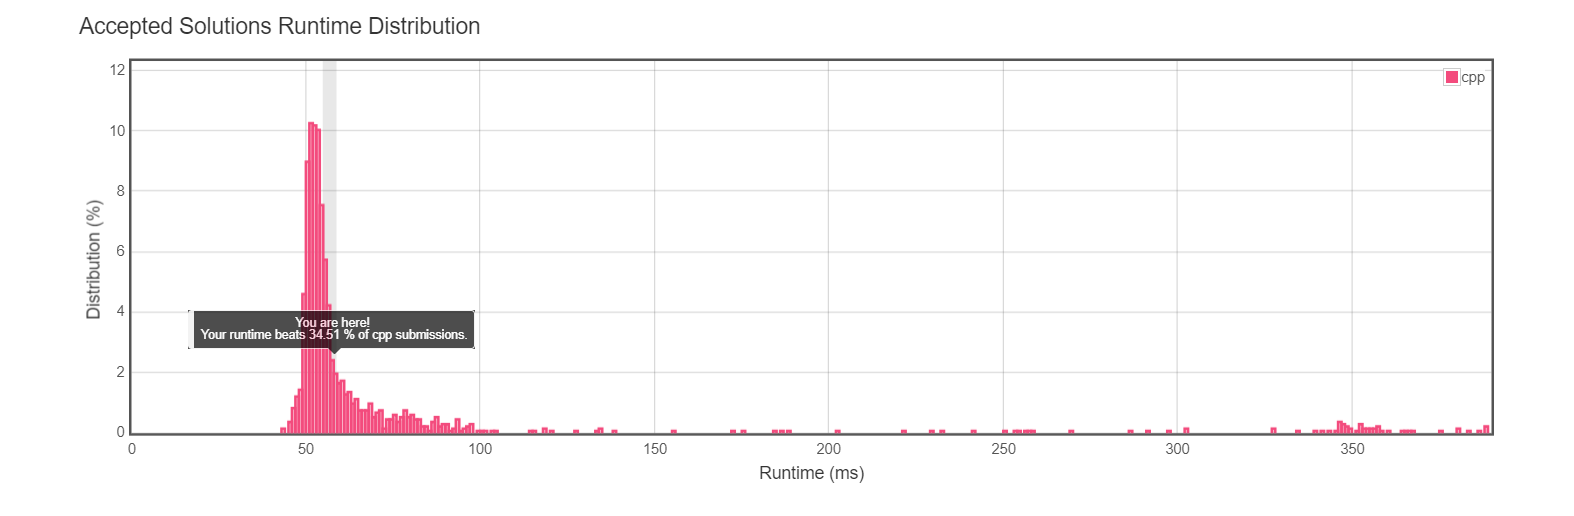 Accepted Solutions Runtime Distribution
cpp
12
10
8
6
4
2
0
Distribution (%)
You are here!
Your runtime beats 34.51 % of cpp submissions.
0 50 100 150 200 250 300 350
Runtime (ms)